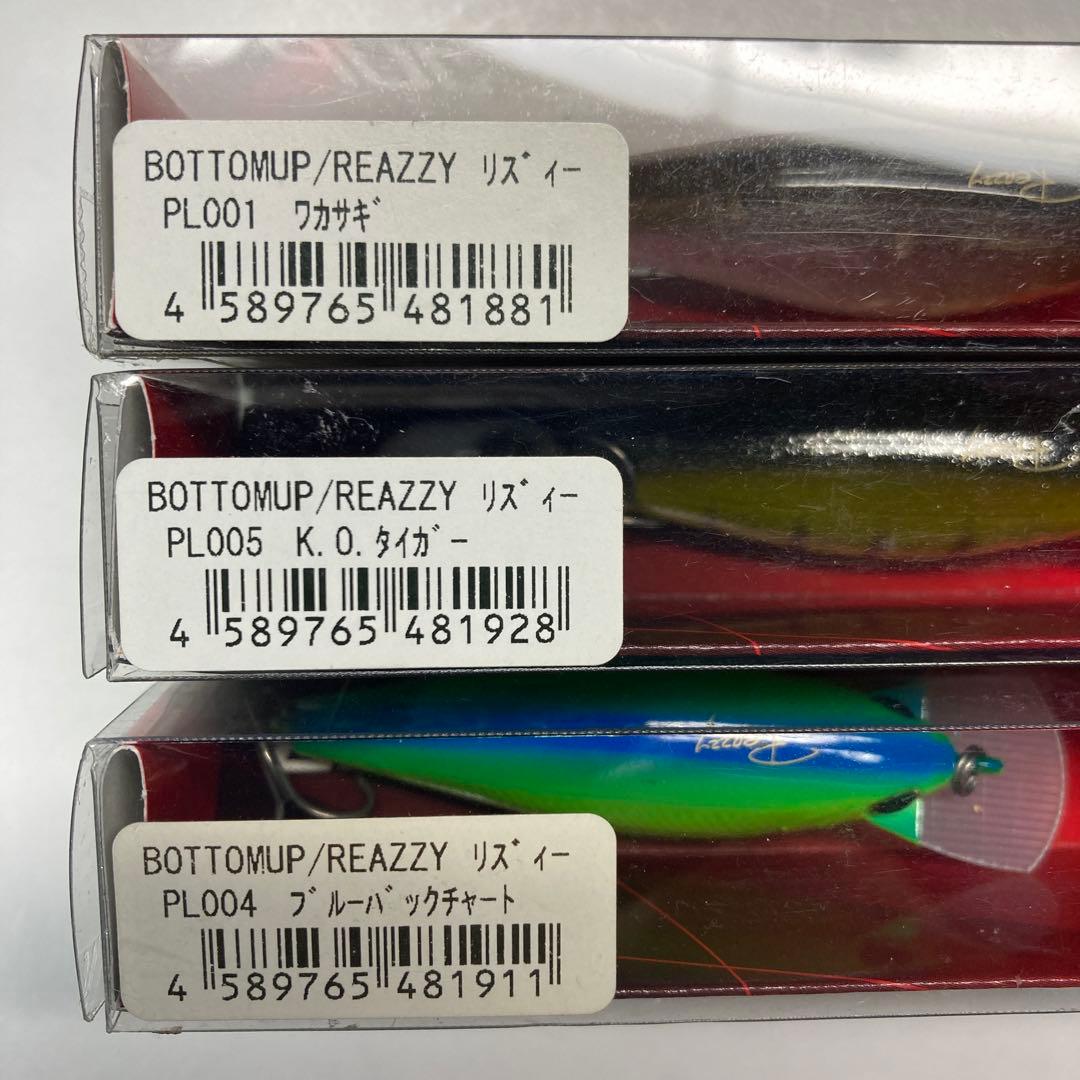 BOTTOMUP/REAZZY ﾘｽﾞｨｰ
PL001 ﾜｶｻｷﾞ
4 589765 481881
Reazzy
BOTTOMUP/REAZZY ﾘｽﾞｨｰ
PL005 K.O.ﾀｲｶﾞｰ
4 589765 481928
Reazzy
BOTTOMUP/REAZZY ﾘｽﾞｨｰ
PL004 ﾌﾞﾙｰﾊﾞｯｸﾁｬｰﾄ
4 589765 481911